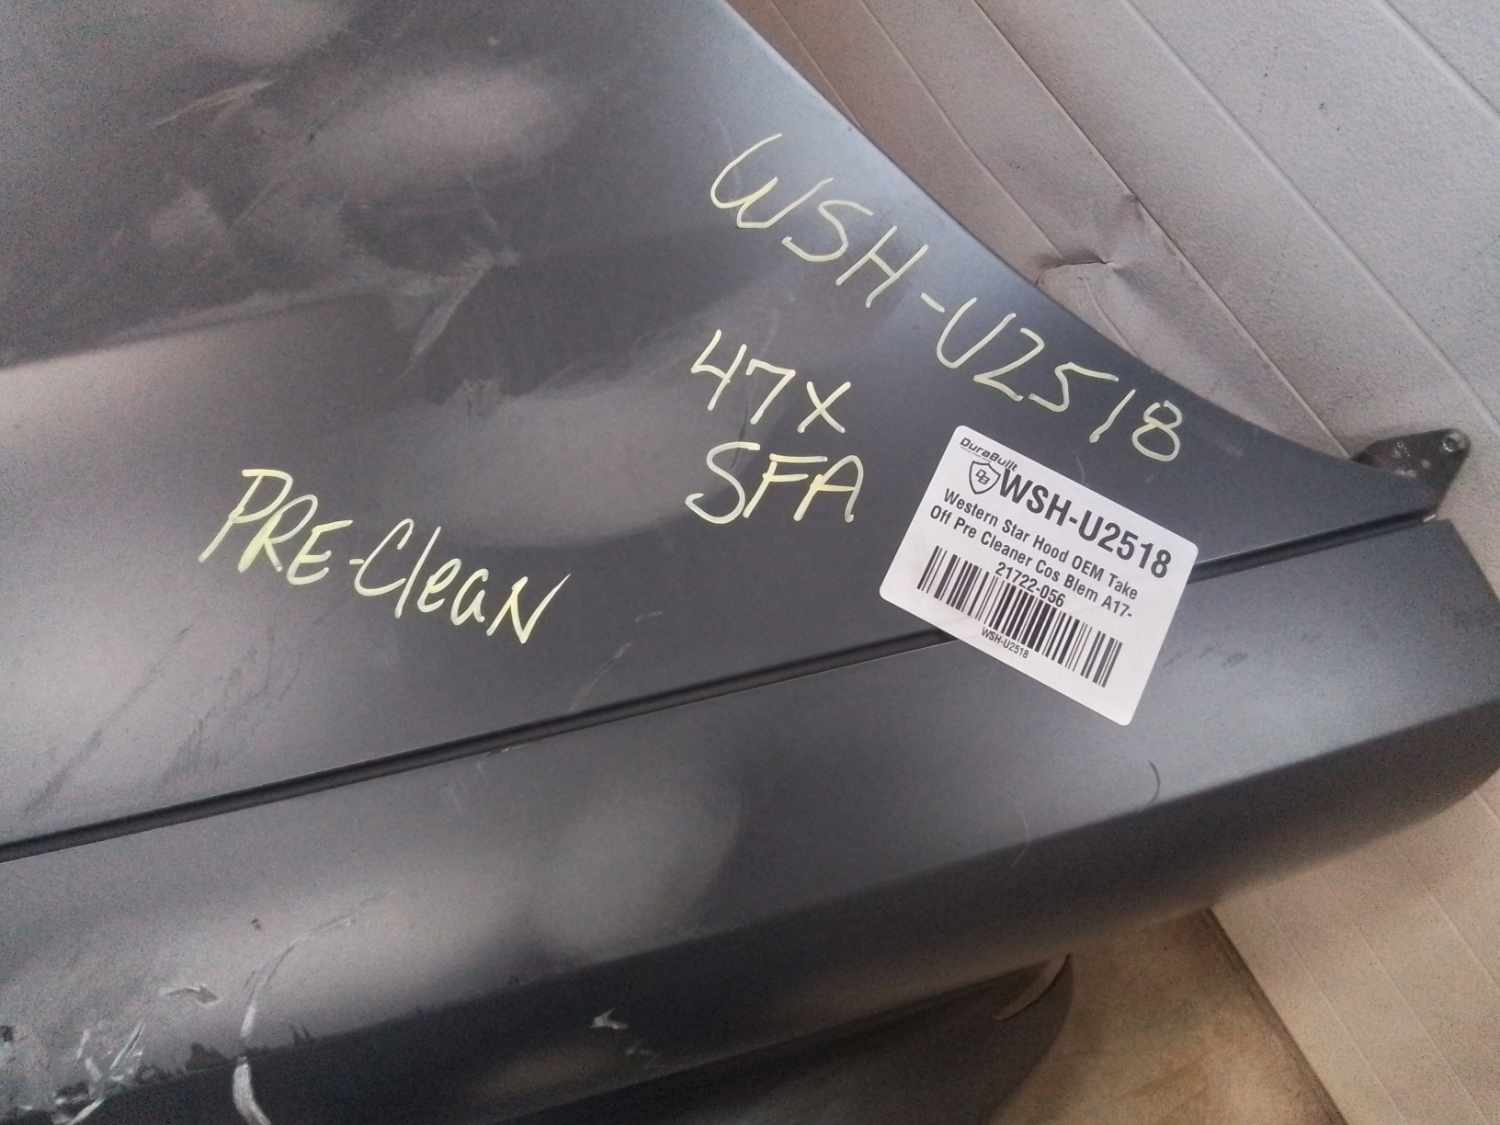 WSH-U2518
47X
SFA
PRE-CleaN
DuraBuilt
DB
WSH-U2518
Western Star Hood OEM Take
Off Pre Cleaner Cos Blem A17-
21722-056
WSH-U2518